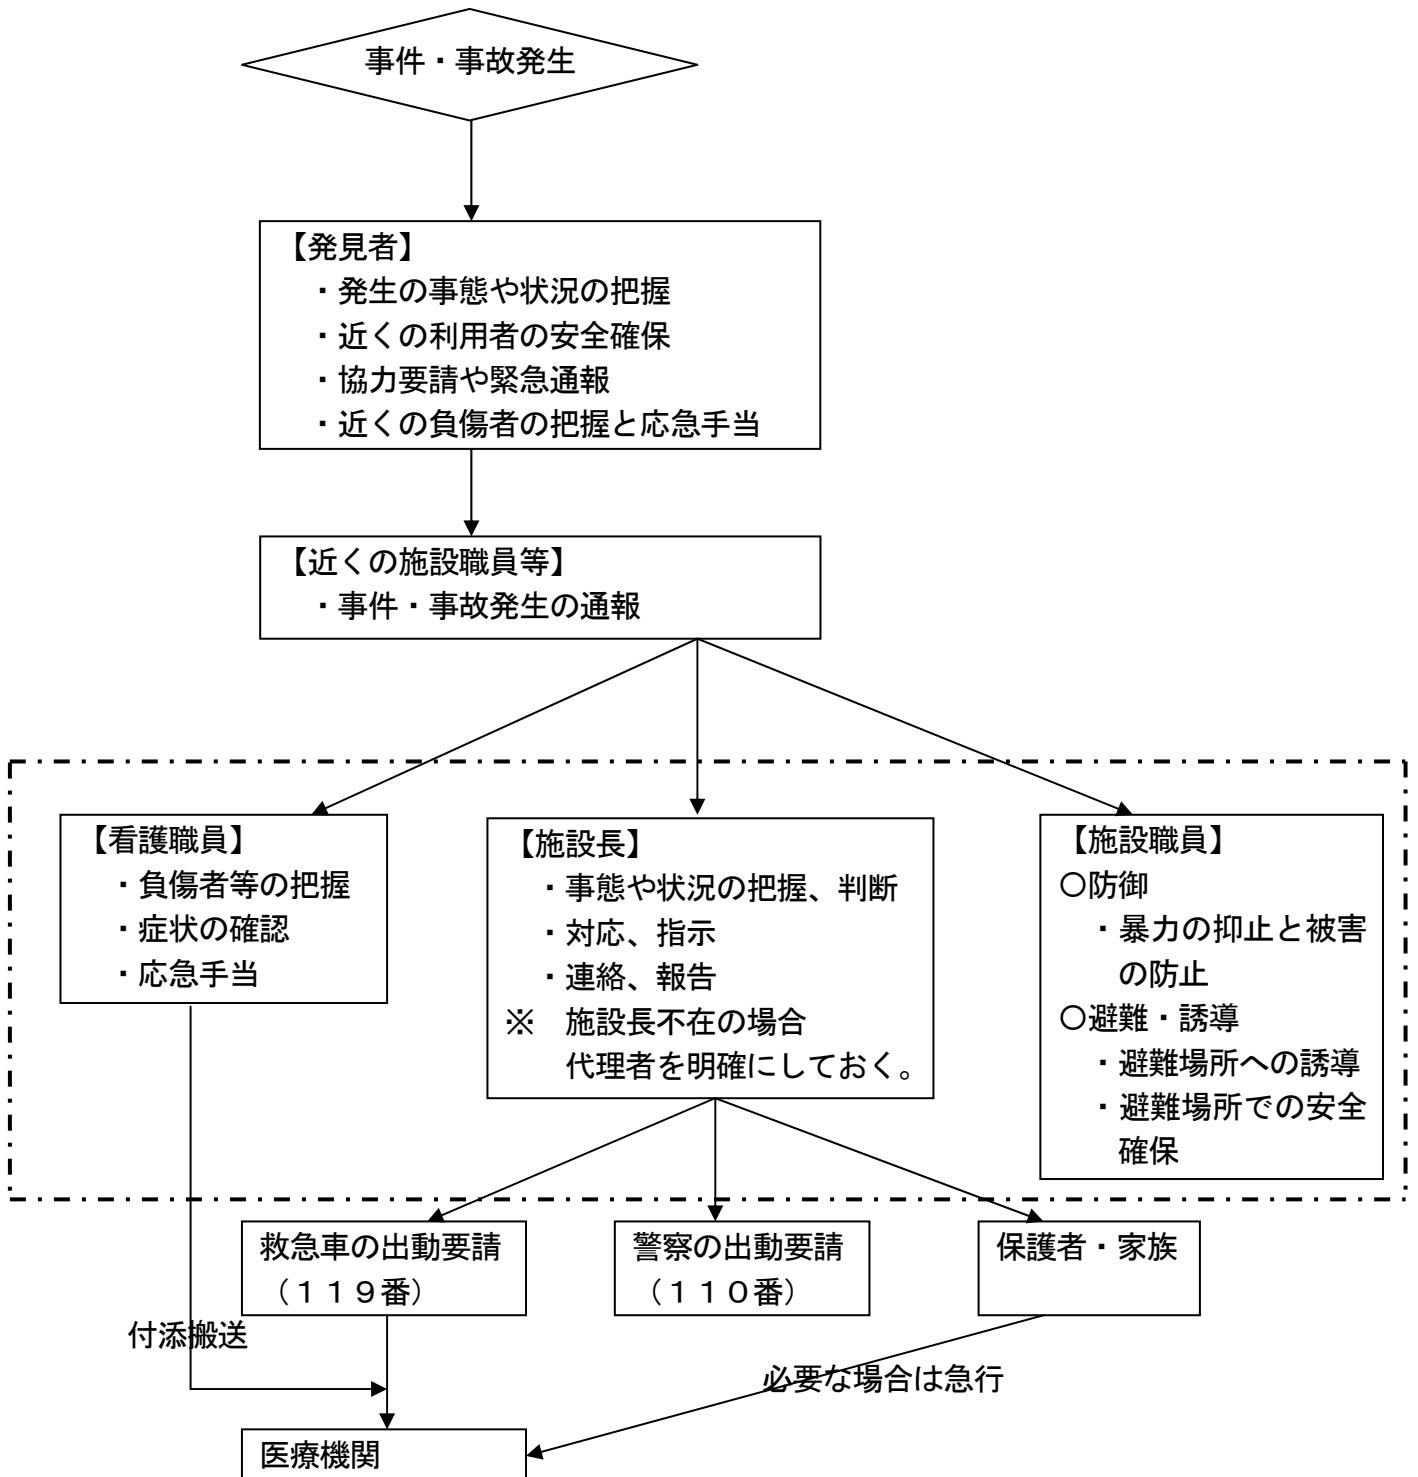 事件・事故発生
【発見者】
・発生の事態や状況の把握
・近くの利用者の安全確保
・協力要請や緊急通報
・近くの負傷者の把握と応急手当
【近くの施設職員等】
・事件・事故発生の通報
【看護職員】
・負傷者等の把握
・症状の確認
・応急手当
【施設長】
・事態や状況の把握、判断
・対応、指示
・連絡、報告
※　施設長不在の場合
代理者を明確にしておく。
【施設職員】
○防御
・暴力の抑止と被害
の防止
○避難・誘導
・避難場所への誘導
・避難場所での安全
確保
救急車の出動要請
（１１９番）
警察の出動要請
（１１０番）
保護者・家族
付添搬送
必要な場合は急行
医療機関